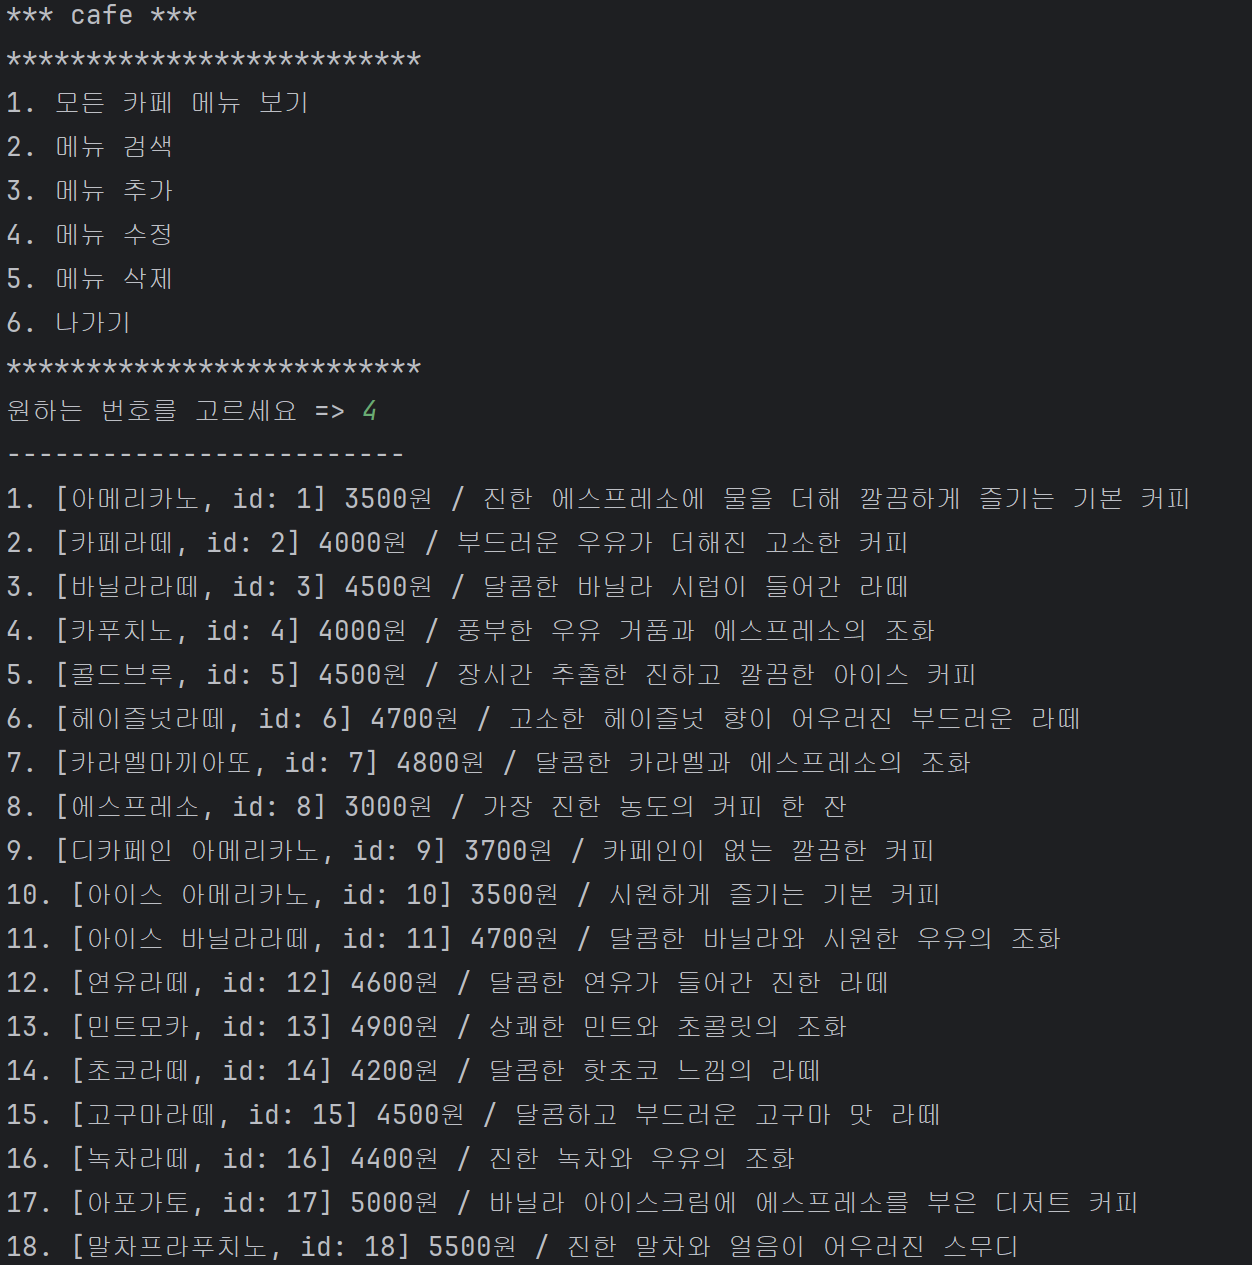 *** cafe ***
**************************
1. 모든 카페 메뉴 보기
2. 메뉴 검색
3. 메뉴 추가
4. 메뉴 수정
5. 메뉴 삭제
6. 나가기
**************************
원하는 번호를 고르세요 => 4
-------------------------
1. [아메리카노, id: 1] 3500원 / 진한 에스프레소에 물을 더해 깔끔하게 즐기는 기본 커피
2. [카페라떼, id: 2] 4000원 / 부드러운 우유가 더해진 고소한 커피
3. [바닐라라떼, id: 3] 4500원 / 달콤한 바닐라 시럽이 들어간 라떼
4. [카푸치노, id: 4] 4000원 / 풍부한 우유 거품과 에스프레소의 조화
5. [콜드브루, id: 5] 4500원 / 장시간 추출한 진하고 깔끔한 아이스 커피
6. [헤이즐넛라떼, id: 6] 4700원 / 고소한 헤이즐넛 향이 어우러진 부드러운 라떼
7. [카라멜마끼아또, id: 7] 4800원 / 달콤한 카라멜과 에스프레소의 조화
8. [에스프레소, id: 8] 3000원 / 가장 진한 농도의 커피 한 잔
9. [디카페인 아메리카노, id: 9] 3700원 / 카페인이 없는 깔끔한 커피
10. [아이스 아메리카노, id: 10] 3500원 / 시원하게 즐기는 기본 커피
11. [아이스 바닐라라떼, id: 11] 4700원 / 달콤한 바닐라와 시원한 우유의 조화
12. [연유라떼, id: 12] 4600원 / 달콤한 연유가 들어간 진한 라떼
13. [민트모카, id: 13] 4900원 / 상쾌한 민트와 초콜릿의 조화
14. [초코라떼, id: 14] 4200원 / 달콤한 핫초코 느낌의 라떼
15. [고구마라떼, id: 15] 4500원 / 달콤하고 부드러운 고구마 맛 라떼
16. [녹차라떼, id: 16] 4400원 / 진한 녹차와 우유의 조화
17. [아포가토, id: 17] 5000원 / 바닐라 아이스크림에 에스프레소를 부은 디저트 커피
18. [말차프라푸치노, id: 18] 5500원 / 진한 말차와 얼음이 어우러진 스무디